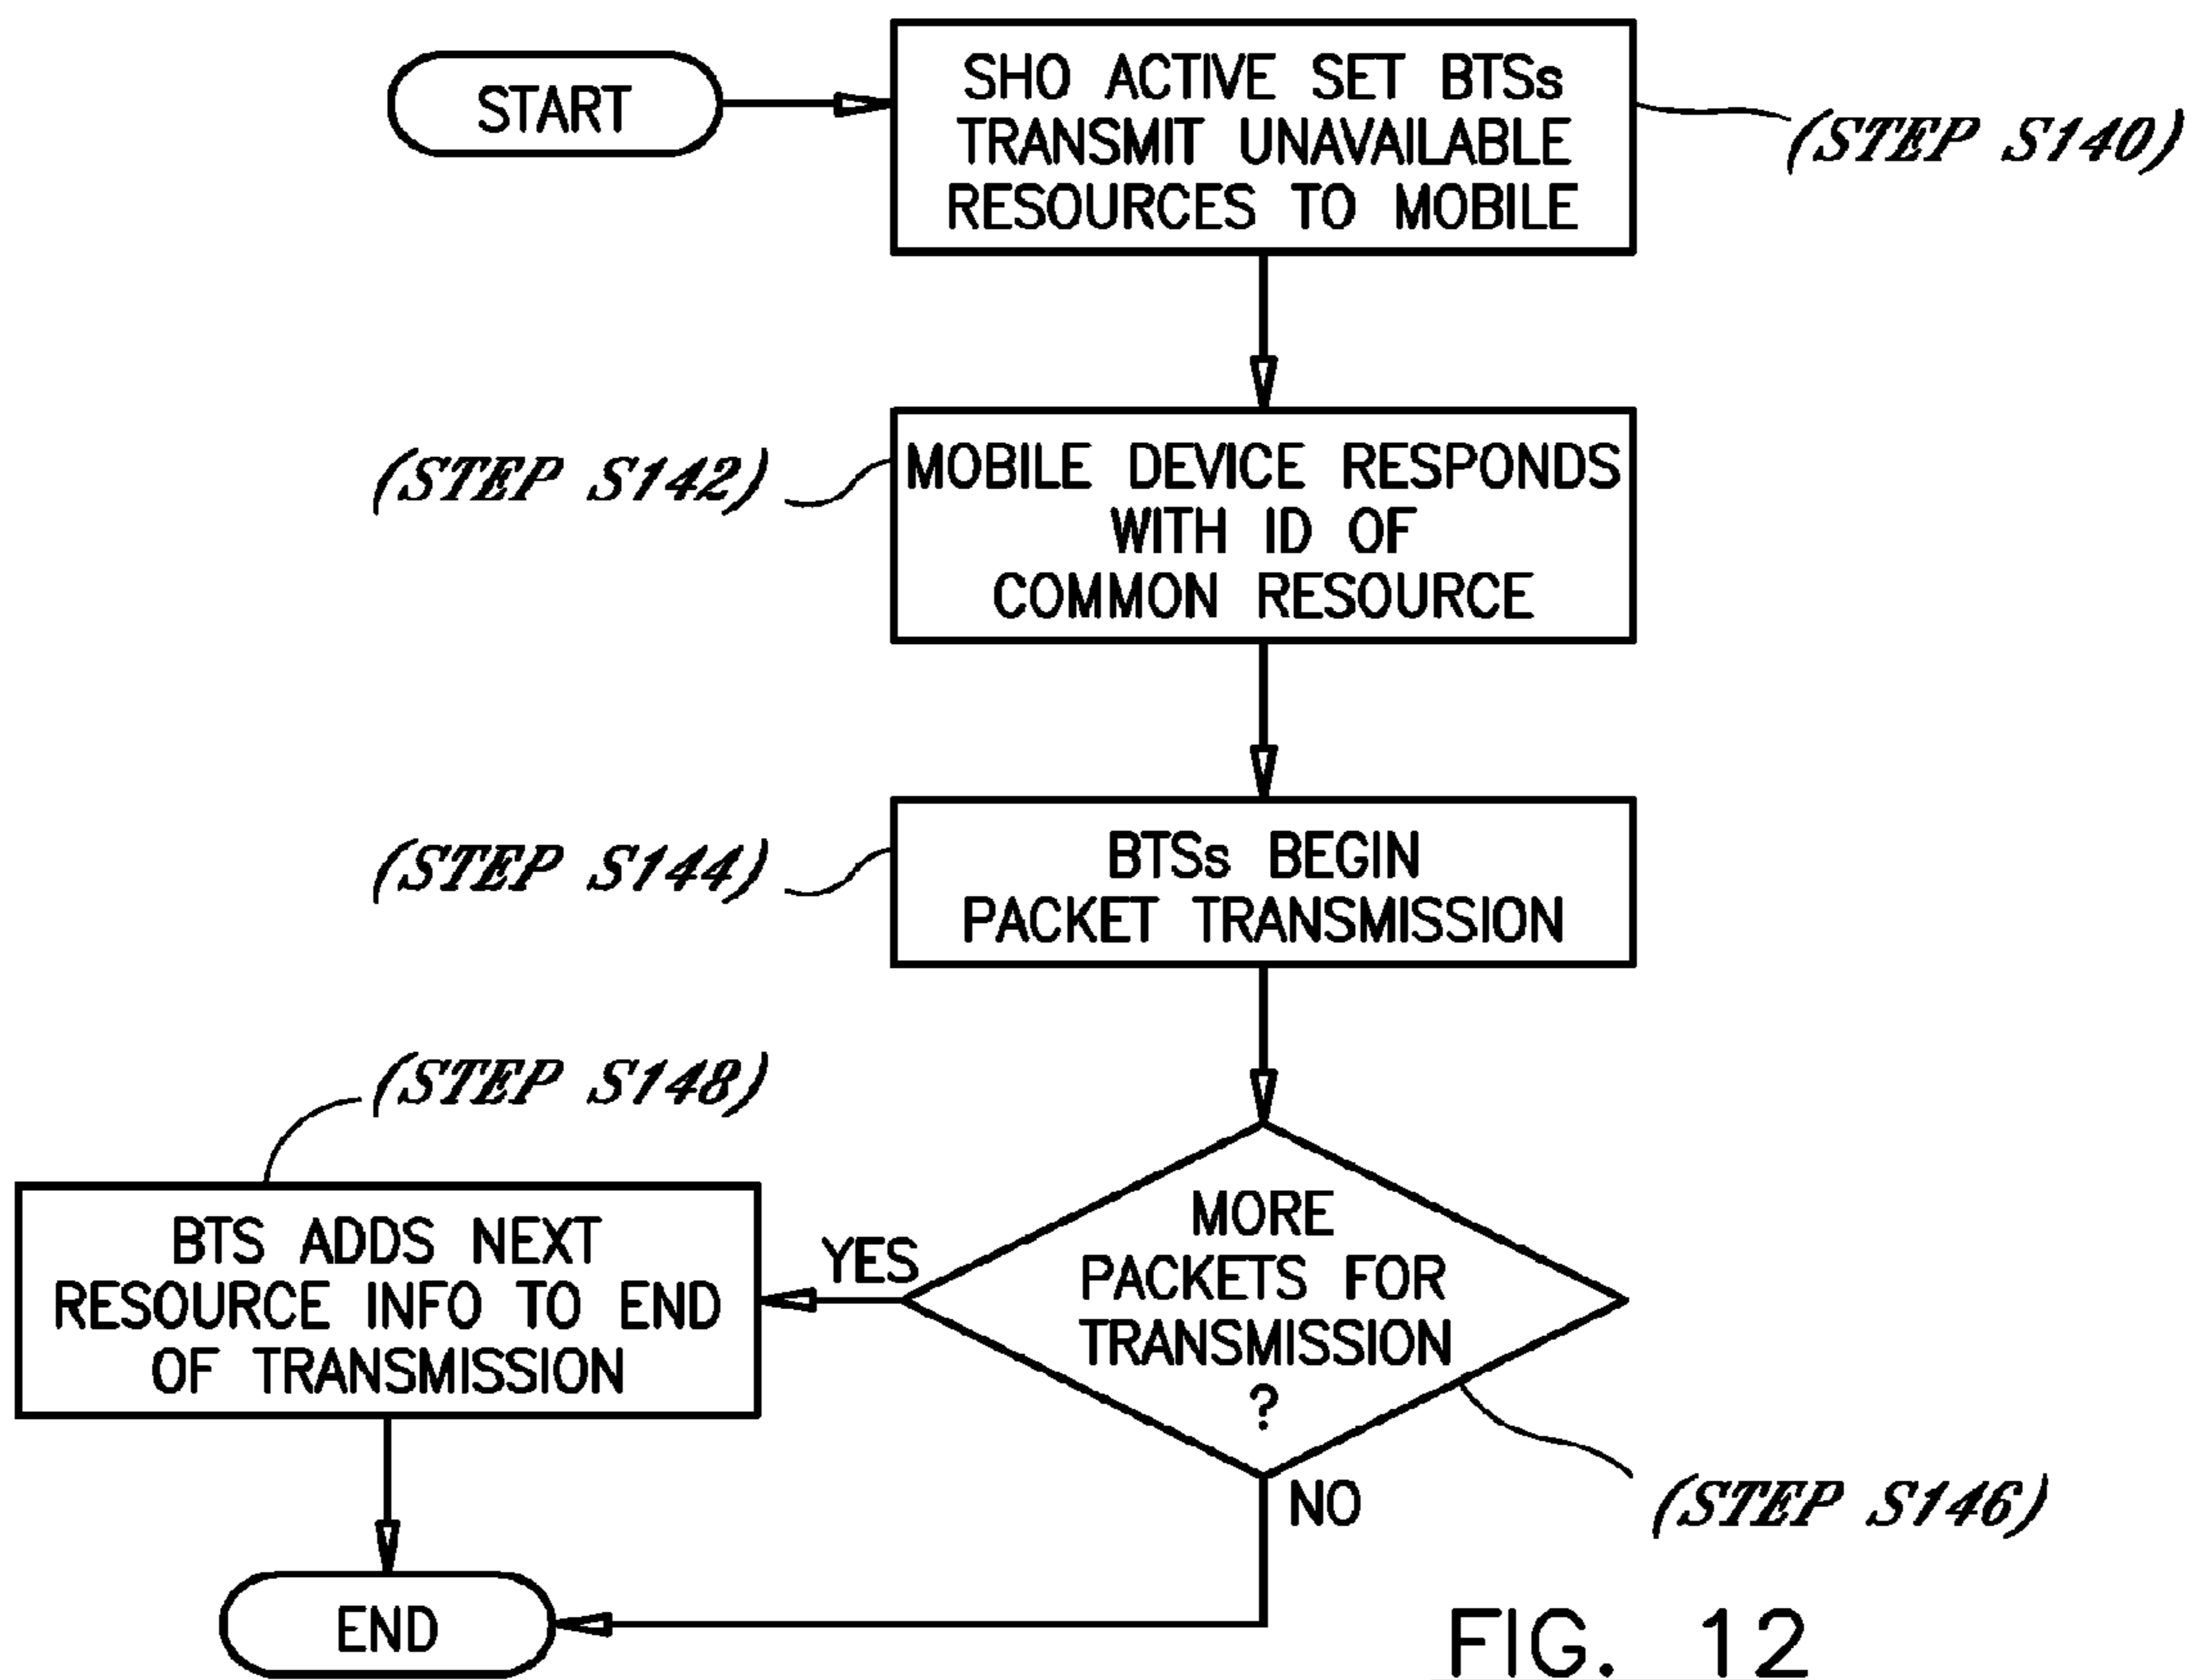 START
SHO ACTIVE SET BTSs
TRANSMIT UNAVAILABLE
RESOURCES TO MOBILE
(STEP S140)
(STEP S142)
MOBILE DEVICE RESPONDS
WITH ID OF
COMMON RESOURCE
(STEP S144)
BTSs BEGIN
PACKET TRANSMISSION
(STEP S148)
BTS ADDS NEXT
RESOURCE INFO TO END
OF TRANSMISSION
YES
MORE
PACKETS FOR
TRANSMISSION
?
NO
(STEP S146)
END
FIG. 12